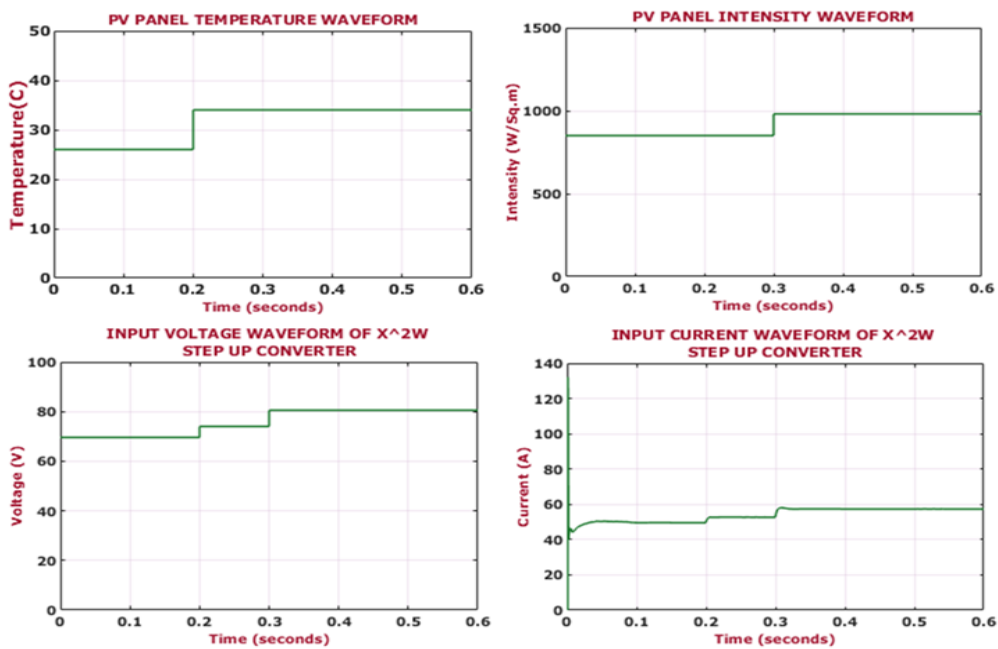 PV PANEL TEMPERATURE WAVEFORM
50
40
30
20
10
0
Temperature(C)
0 0.1 0.2 0.3 0.4 0.5 0.6
Time (seconds)
PV PANEL INTENSITY WAVEFORM
1500
1000
500
0
Intensity (W/Sq.m)
0 0.1 0.2 0.3 0.4 0.5 0.6
Time (seconds)
INPUT VOLTAGE WAVEFORM OF X^2W
STEP UP CONVERTER
100
80
60
40
20
0
Voltage (V)
0 0.1 0.2 0.3 0.4 0.5 0.6
Time (seconds)
INPUT CURRENT WAVEFORM OF X^2W
STEP UP CONVERTER
140
120
100
80
60
40
20
0
Current (A)
0 0.1 0.2 0.3 0.4 0.5 0.6
Time (seconds)